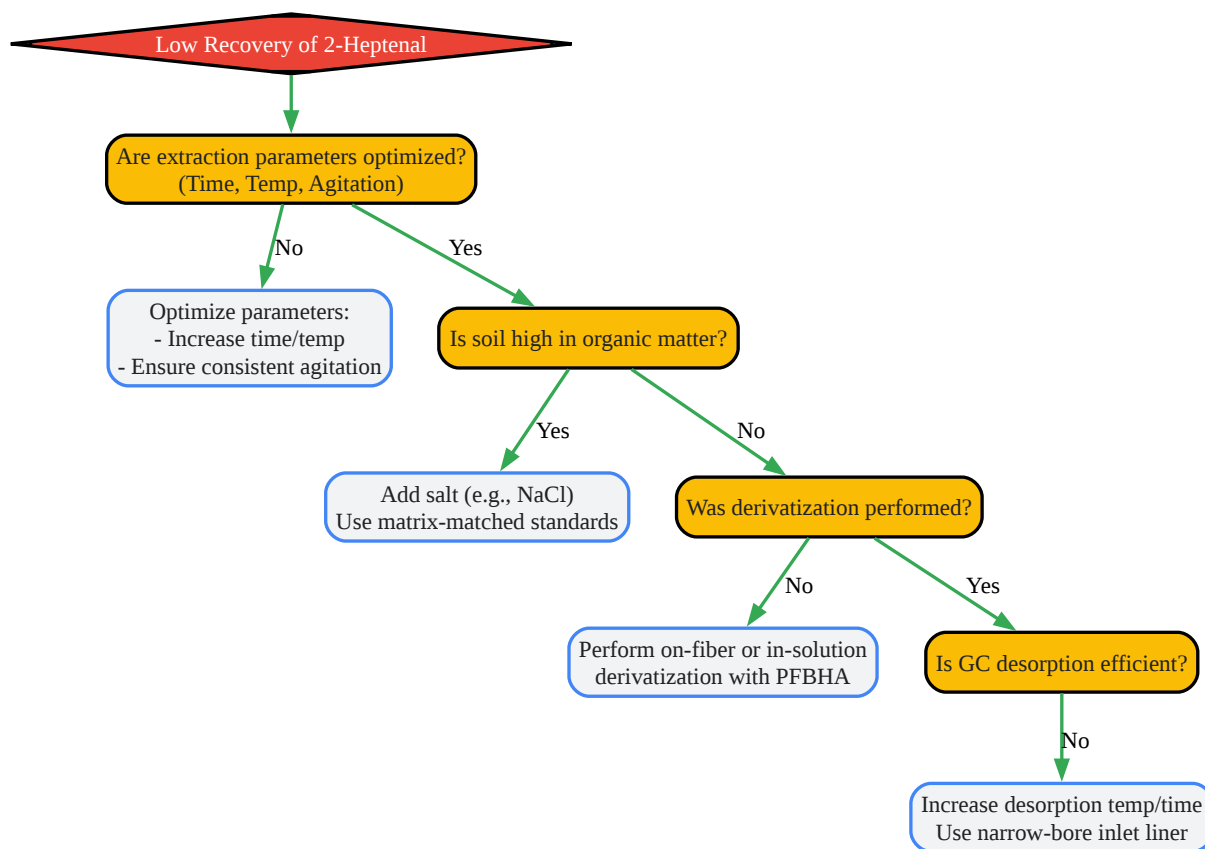 Low Recovery of 2-Heptenal
Are extraction parameters optimized?
(Time, Temp, Agitation)
No
Yes
Optimize parameters:
- Increase time/temp
- Ensure consistent agitation
Is soil high in organic matter?
Yes
No
Add salt (e.g., NaCl)
Use matrix-matched standards
Was derivatization performed?
No
Yes
Perform on-fiber or in-solution
derivatization with PFBHA
Is GC desorption efficient?
No
Increase desorption temp/time
Use narrow-bore inlet liner